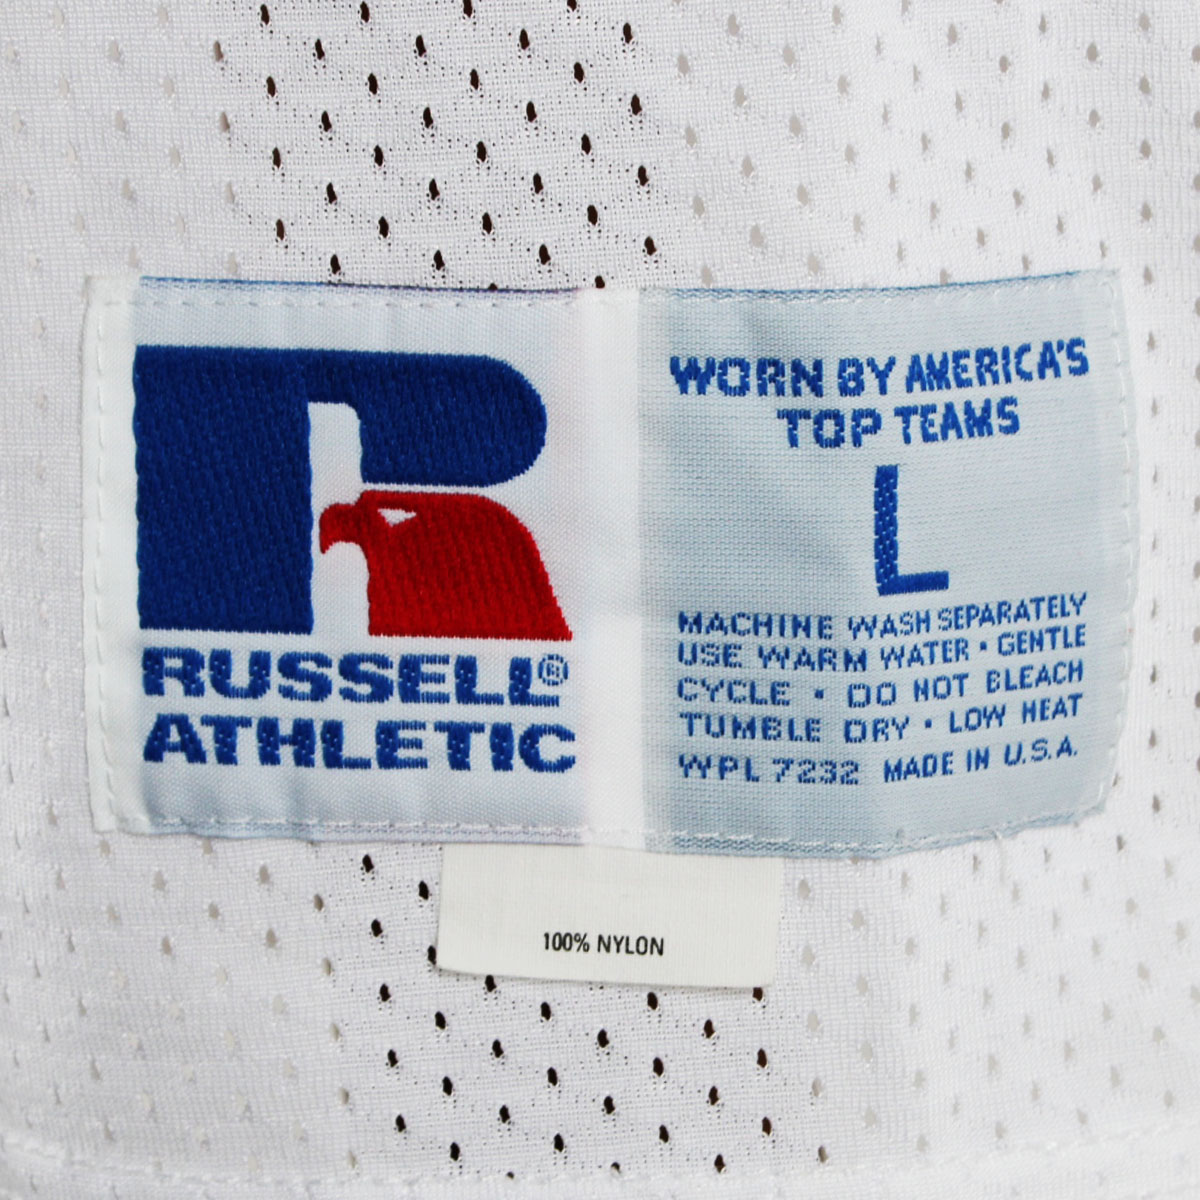 RUSSELL®
ATHLETIC
WORN BY AMERICA'S
TOP TEAMS
L
MACHINE WASH SEPARATELY
USE WARM WATER · GENTLE
CYCLE · DO NOT BLEACH
TUMBLE DRY · LOW HEAT
WPL 7232 MADE IN U.S.A.
100% NYLON